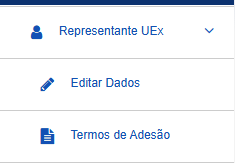 Representante UEx
Editar Dados
Termos de Adesão